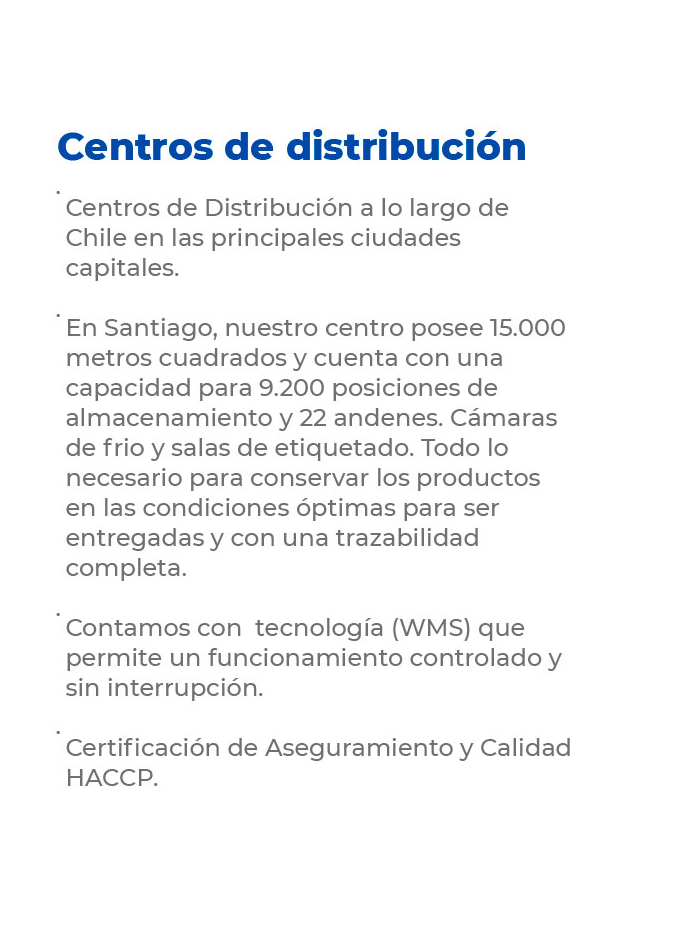 Centros de distribución
· Centros de Distribución a lo largo de
Chile en las principales ciudades
capitales.
· En Santiago, nuestro centro posee 15.000
metros cuadrados y cuenta con una
capacidad para 9.200 posiciones de
almacenamiento y 22 andenes. Cámaras
de frio y salas de etiquetado. Todo lo
necesario para conservar los productos
en las condiciones óptimas para ser
entregadas y con una trazabilidad
completa.
· Contamos con  tecnología (WMS) que
permite un funcionamiento controlado y
sin interrupción.
· Certificación de Aseguramiento y Calidad
HACCP.